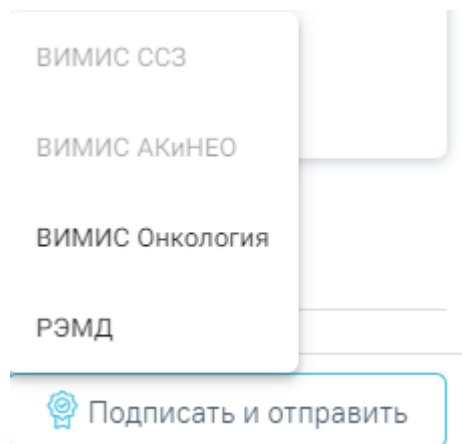 ВИМИС ССЗ
ВИМИС АКиНЕО
ВИМИС Онкология
РЭМД
Подписать и отправить